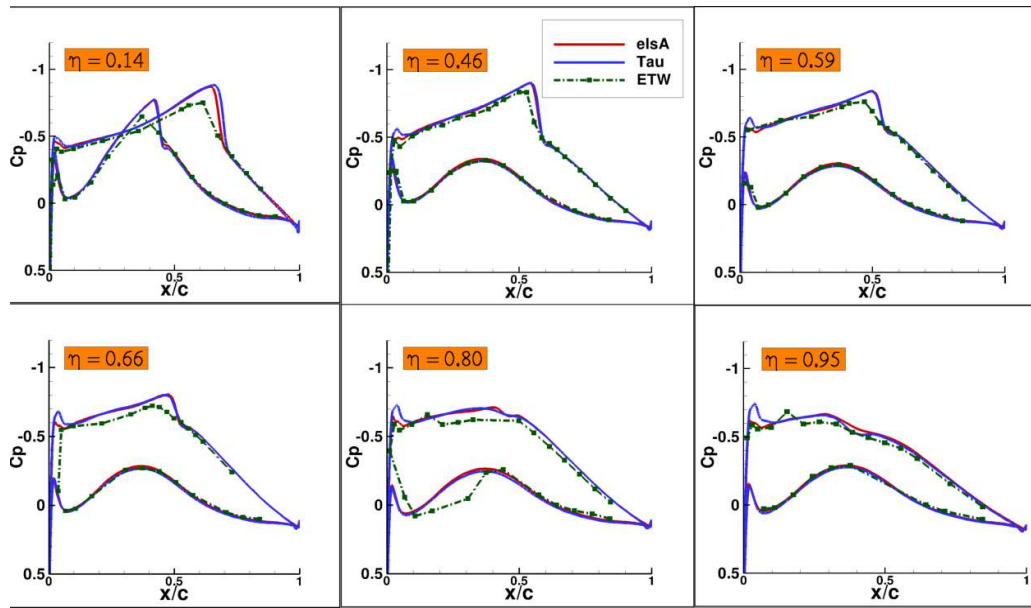 η = 0.14
-1
-0.5
Cp
0
0.5
0
0.5
1
x/c
η = 0.46
elsA
Tau
ETW
-1
-0.5
Cp
0
0.5
0
0.5
1
x/c
η = 0.59
-1
-0.5
Cp
0
0.5
0
0.5
1
x/c
η = 0.66
-1
-0.5
Cp
0
0.5
0
0.5
1
x/c
η = 0.80
-1
-0.5
Cp
0
0.5
0
0.5
1
x/c
η = 0.95
-1
-0.5
Cp
0
0.5
0
0.5
1
x/c